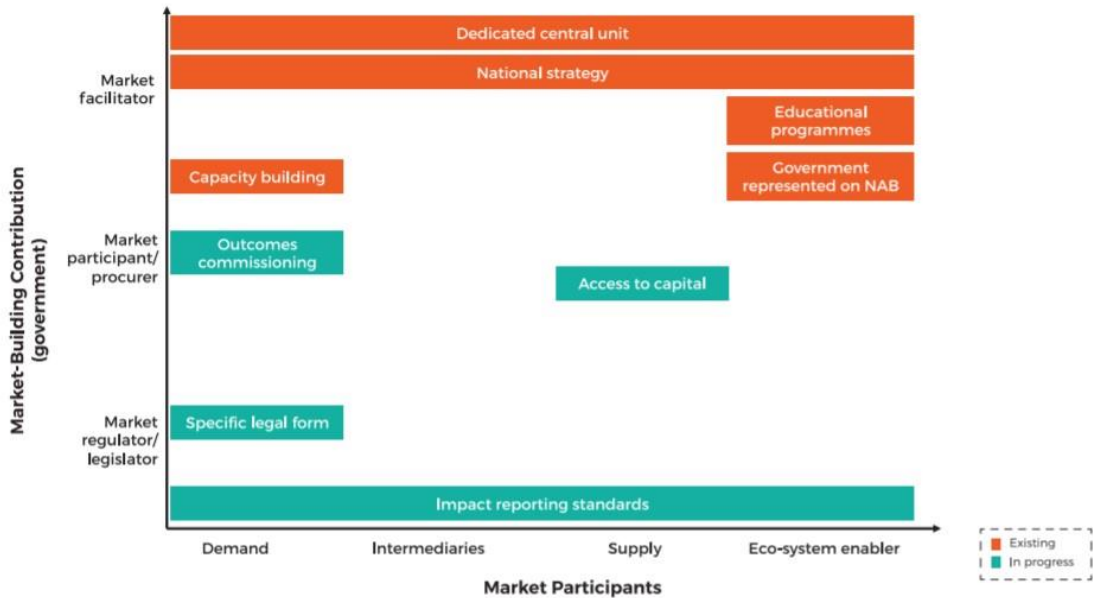 Dedicated central unit
National strategy
Market
facilitator
Educational
programmes
Government
represented on NAB
Capacity building
Market-Building Contribution
(government)
Market
participant/
procurer
Outcomes
commissioning
Access to capital
Market
regulator/
legislator
Specific legal form
Impact reporting standards
Demand
Intermediaries
Supply
Eco-system enabler
Market Participants
Existing
In progress